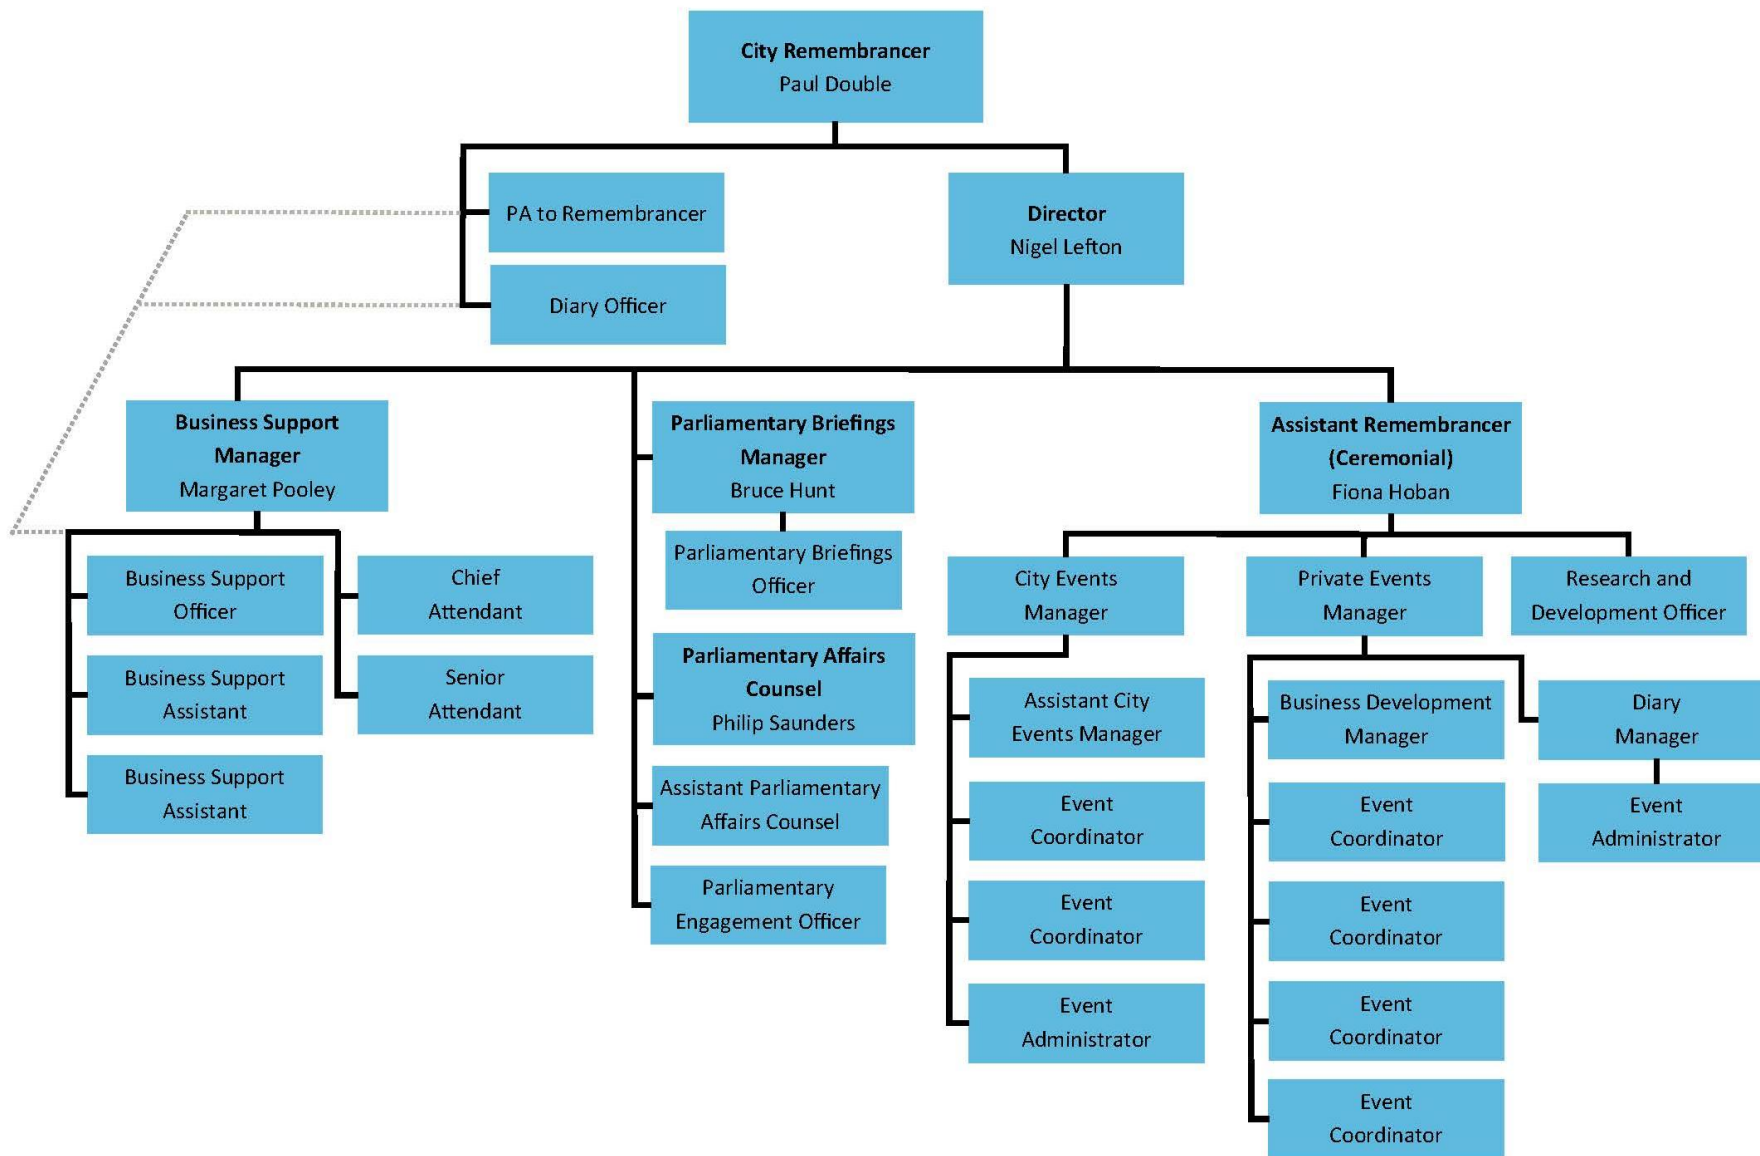 City Remembrancer
Paul Double
PA to Remembrancer
Director
Nigel Lefton
Diary Officer
Business Support
Manager
Margaret Pooley
Parliamentary Briefings
Manager
Bruce Hunt
Assistant Remembrancer
(Ceremonial)
Fiona Hoban
Business Support
Officer
Chief
Attendant
Business Support
Assistant
Senior
Attendant
Business Support
Assistant
Parliamentary Briefings
Officer
Parliamentary Affairs
Counsel
Philip Saunders
Assistant Parliamentary
Affairs Counsel
Parliamentary
Engagement Officer
City Events
Manager
Private Events
Manager
Research and
Development Officer
Assistant City
Events Manager
Event
Coordinator
Event
Coordinator
Event
Administrator
Business Development
Manager
Event
Coordinator
Event
Coordinator
Event
Coordinator
Event
Coordinator
Diary
Manager
Event
Administrator